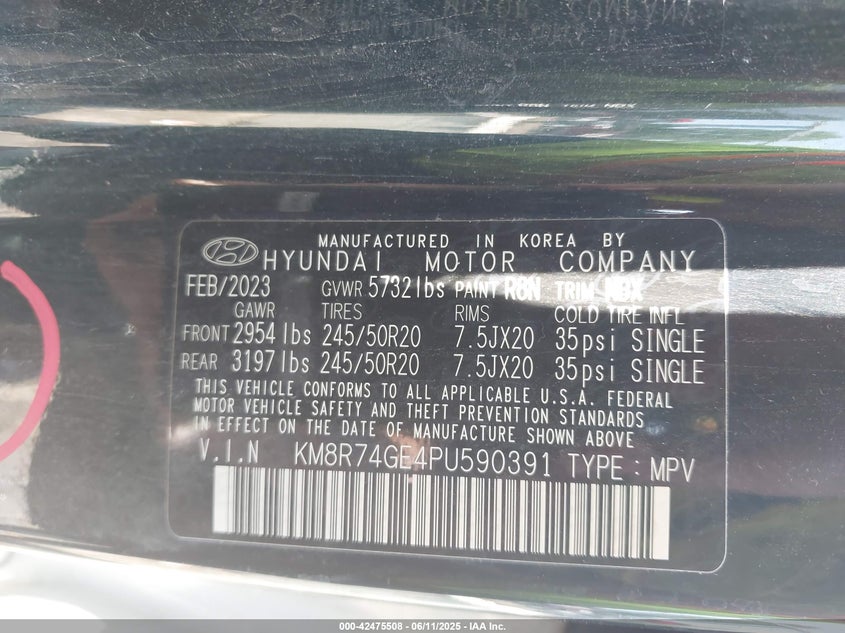 MOTOR COMPANY
MANUFACTURED IN KOREA BY
HYUNDAI MOTOR COMPANY
FEB/2023 GVWR 5732lbs PAINT R8N TRIM NBX
GAWR TIRES RIMS COLD TIRE INFL
FRONT 2954lbs 245/50R20 7.5JX20 35psi SINGLE
REAR 3197lbs 245/50R20 7.5JX20 35psi SINGLE
THIS VEHICLE CONFORMS TO ALL APPLICABLE U.S.A. FEDERAL
MOTOR VEHICLE SAFETY AND THEFT PREVENTION STANDARDS
IN EFFECT ON THE DATE OF MANUFACTURE SHOWN ABOVE
V.I.N KM8R74GE4PU590391 TYPE : MPV
000-42475508 - 06/11/2025 - IAA Inc.